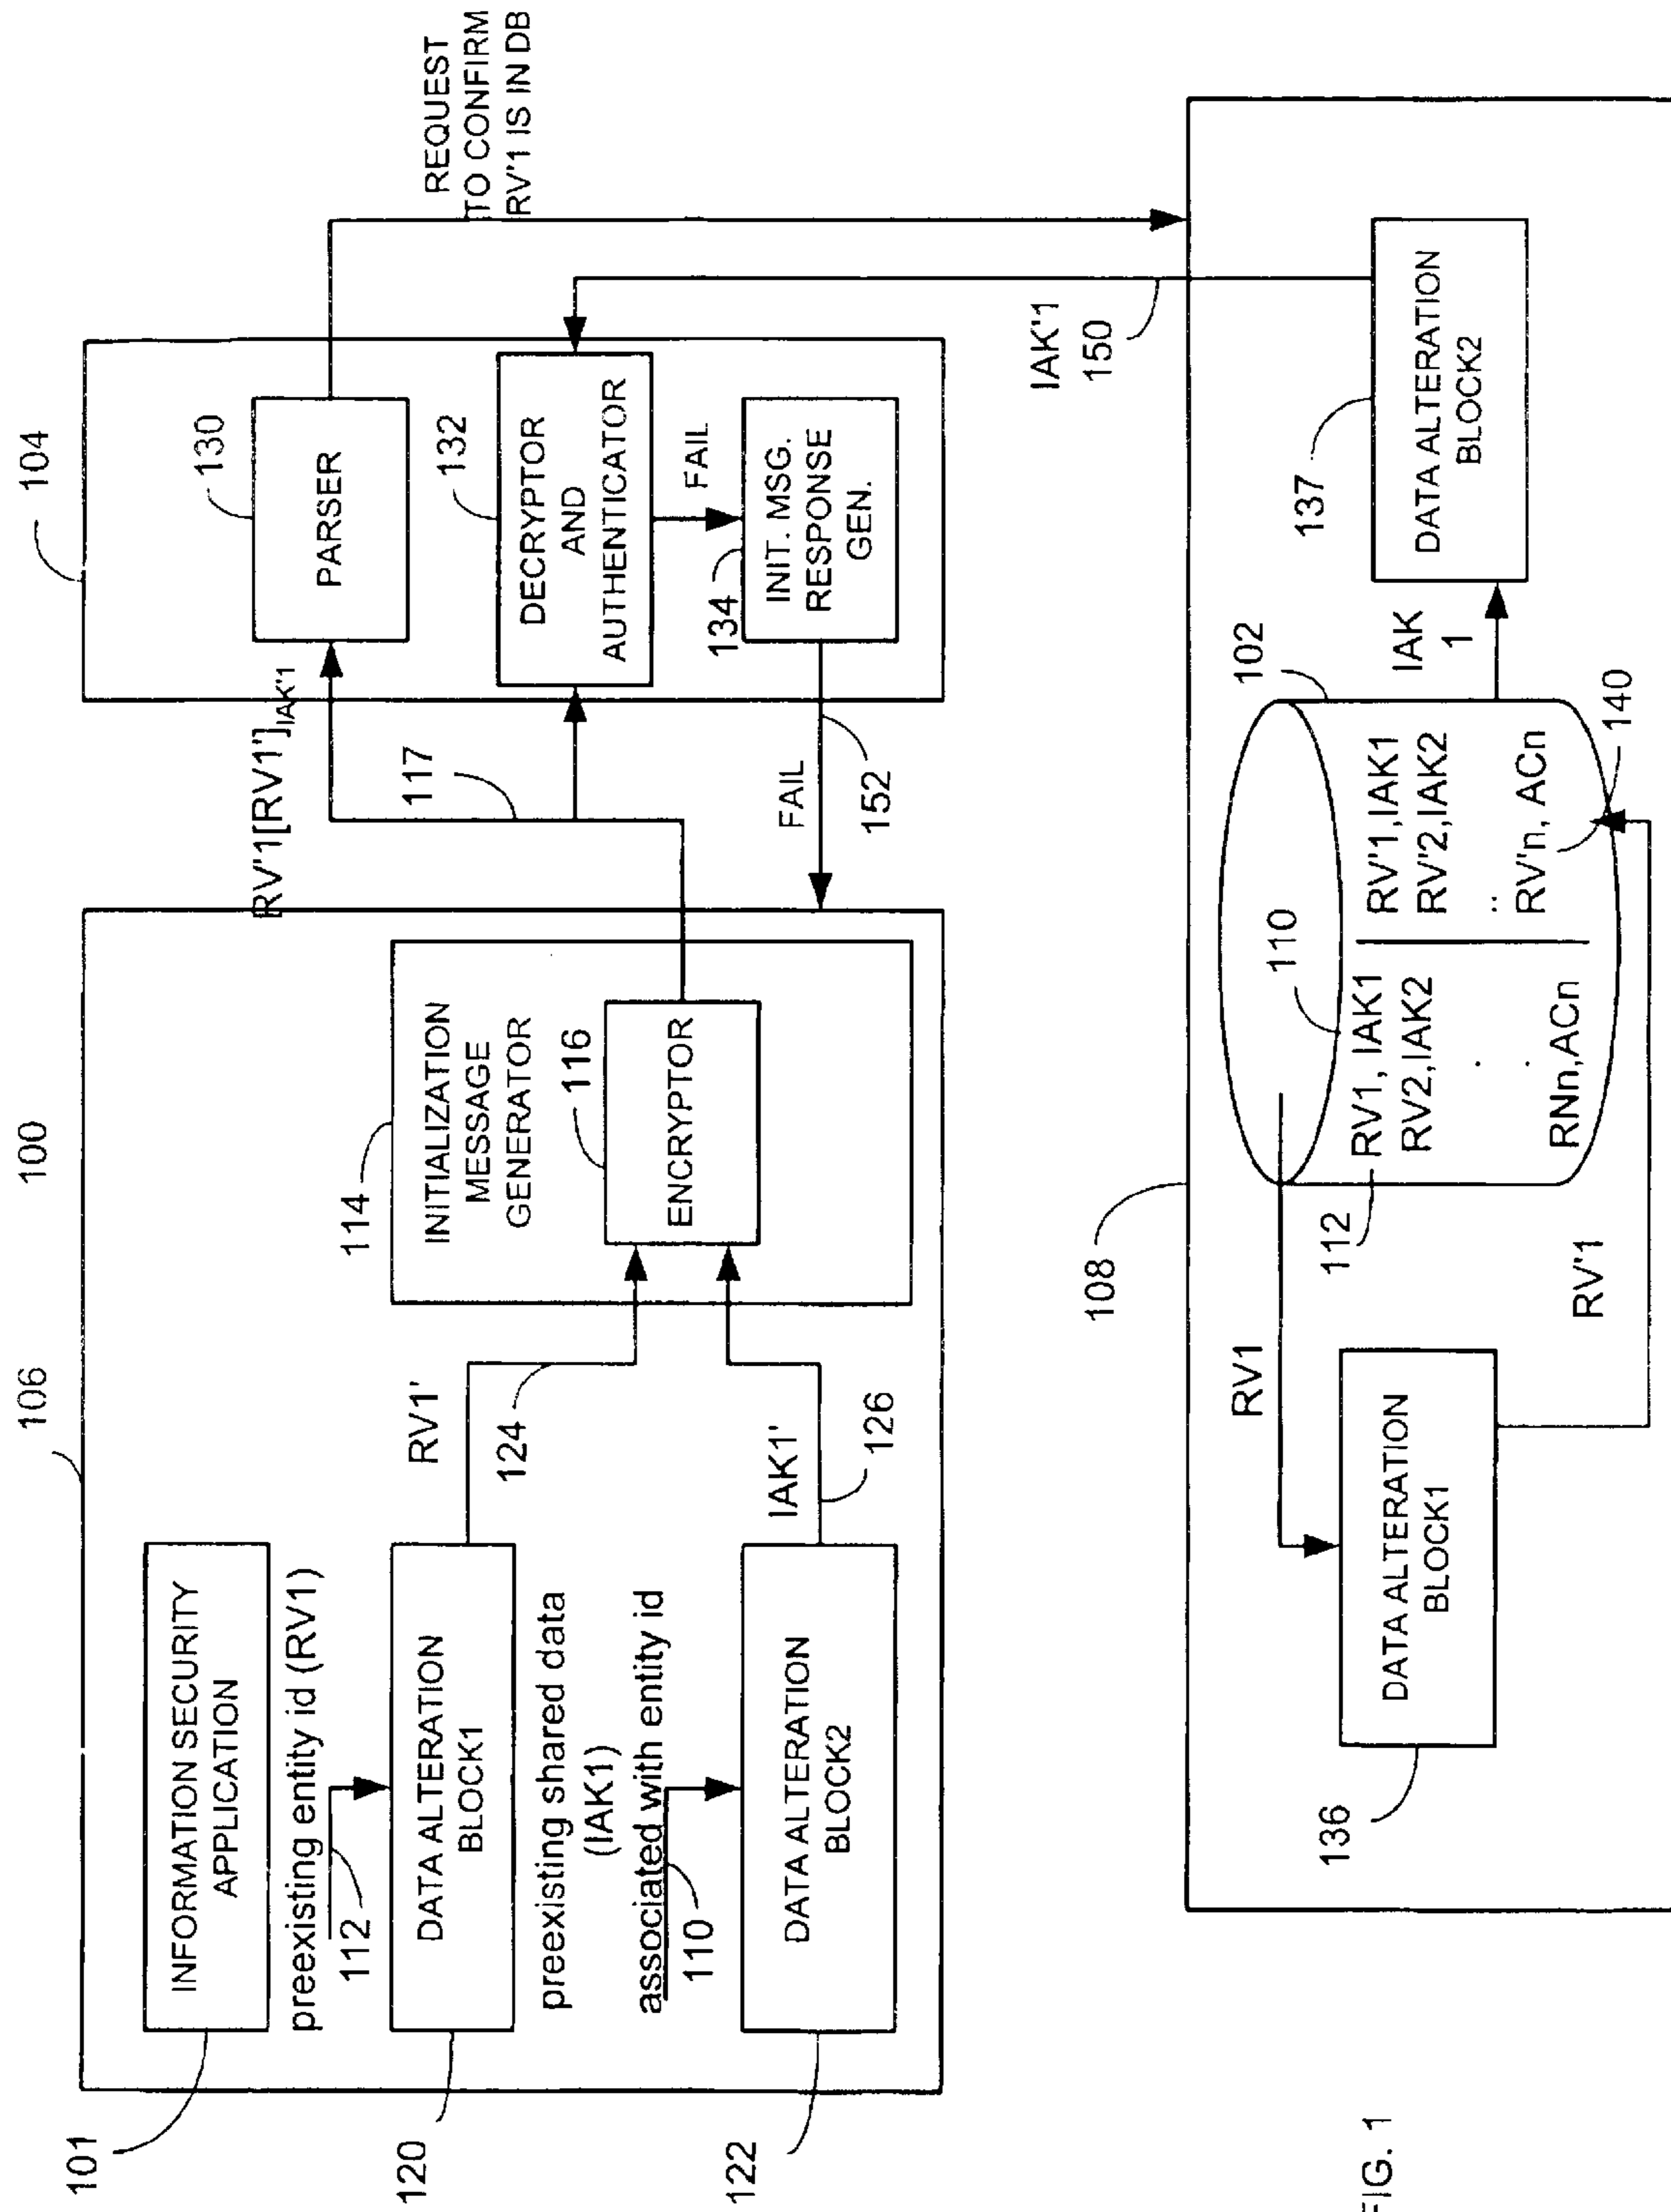 100
106
101
INFORMATION SECURITY
APPLICATION
preexisting entity id (RV1)
112
120
DATA ALTERATION
BLOCK1
RV1'
124
preexisting shared data
(IAK1)
associated with entity id
110
122
DATA ALTERATION
BLOCK2
IAK1'
126
114
INITIALIZATION
MESSAGE
GENERATOR
116
ENCRYPTOR
RV'1[RV1']IAK'1
117
104
130
PARSER
132
DECRYPTOR
AND
AUTHENTICATOR
FAIL
134
INIT. MSG.
RESPONSE
GEN.
FAIL
152
REQUEST
TO CONFIRM
RV'1 IS IN DB
IAK'1
150
108
RV1
136
DATA ALTERATION
BLOCK1
RV'1
112
110
102
RV1, IAK1
RV2,IAK2
.
.
RNn,ACn
RV'1,IAK1
RV'2,IAK2
..
RV'n, ACn
140
IAK
1
137
DATA ALTERATION
BLOCK2
FIG. 1